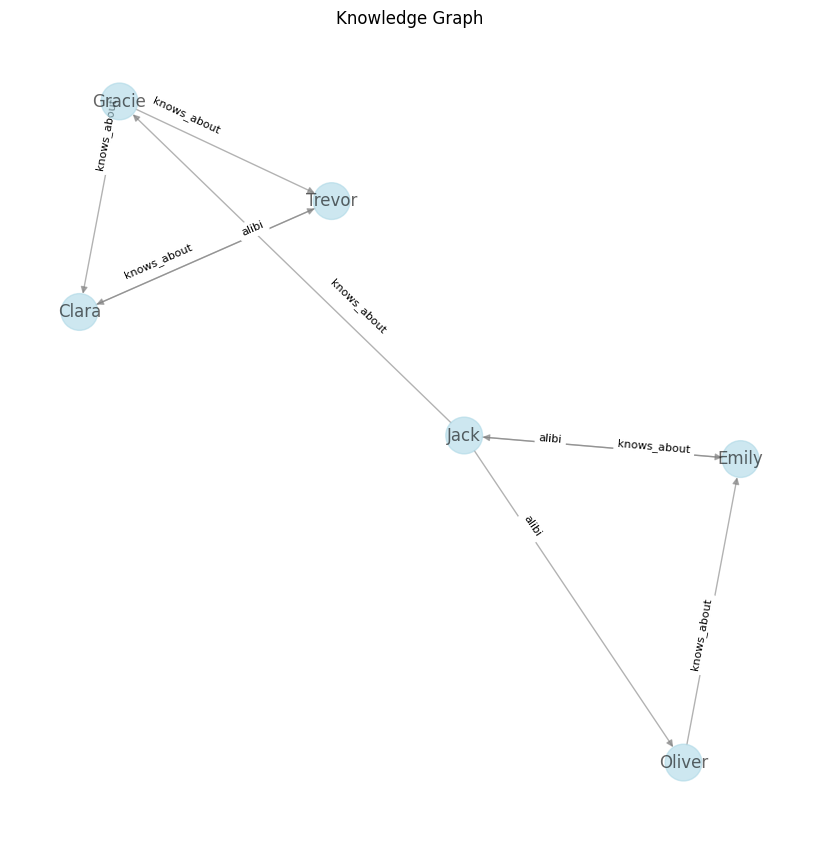 Knowledge Graph
Gracie
knows_about
knows_about
Trevor
alibi
knows_about
Clara
knows_about
Jack
alibi
knows_about
Emily
alibi
knows_about
Oliver